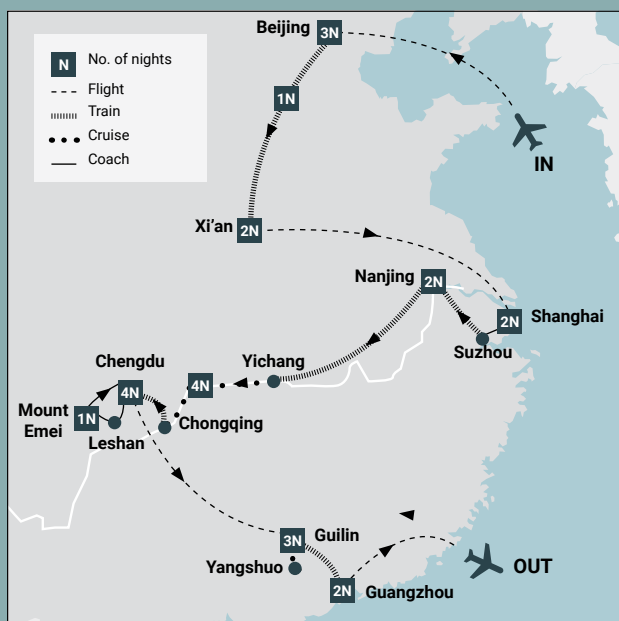 Beijing
3N
N No. of nights
Flight
Train
Cruise
Coach
1N
IN
Xi’an
2N
Nanjing
2N
2N
Shanghai
Suzhou
Yichang
Chengdu
4N
4N
Mount
Emei
1N
Leshan
Chongqing
3N
Guilin
Yangshuo
2N
Guangzhou
OUT